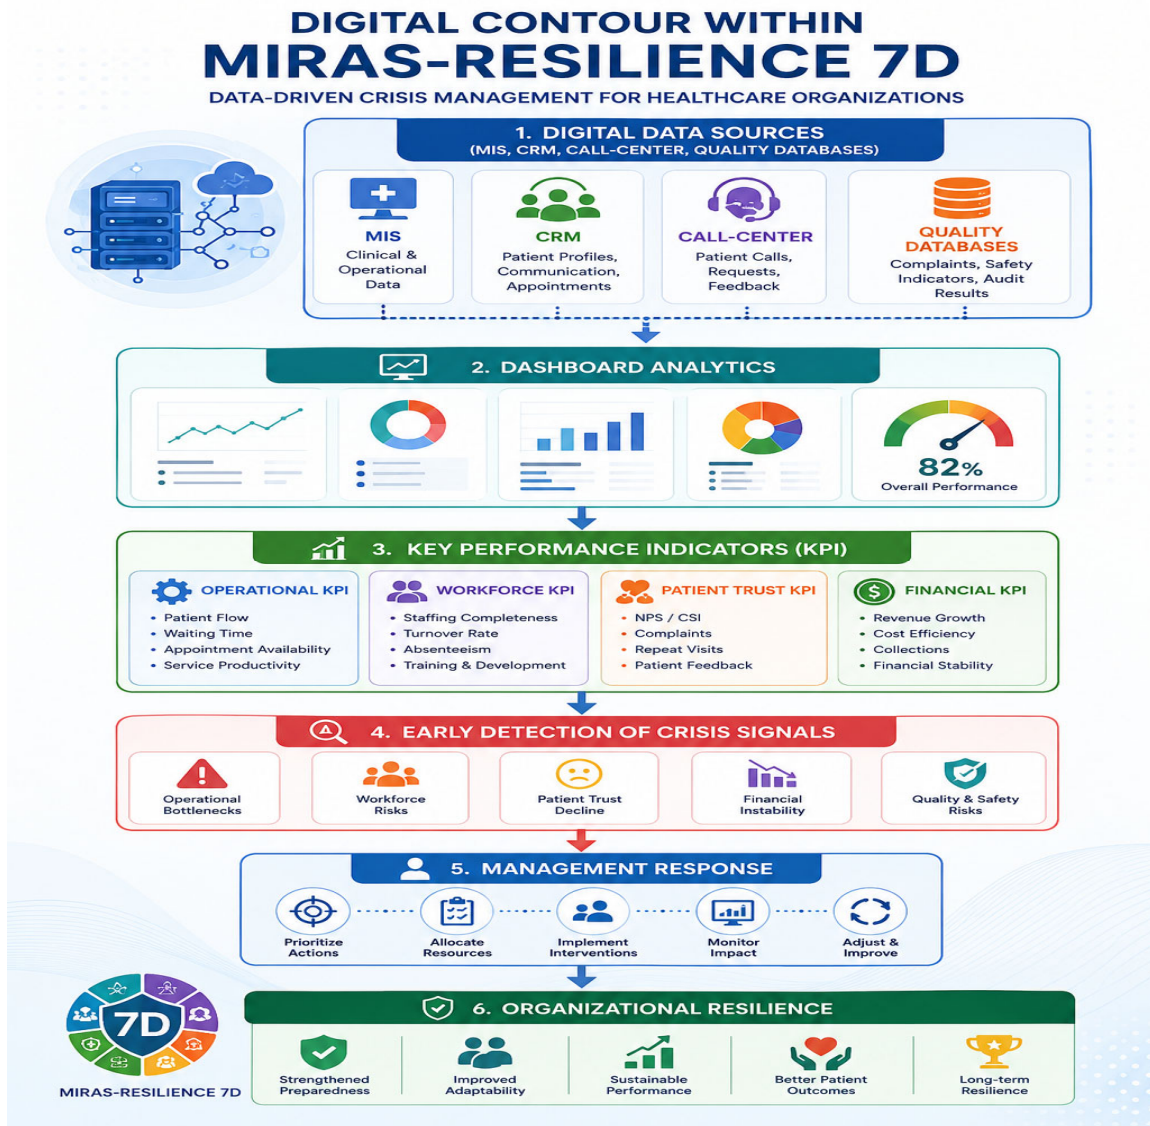 DIGITAL CONTOUR WITHIN
MIRAS-RESILIENCE 7D
DATA-DRIVEN CRISIS MANAGEMENT FOR HEALTHCARE ORGANIZATIONS
1. DIGITAL DATA SOURCES
(MIS, CRM, CALL-CENTER, QUALITY DATABASES)
MIS
Clinical &
Operational
Data
CRM
Patient Profiles,
Communication,
Appointments
CALL-CENTER
Patient Calls,
Requests,
Feedback
QUALITY
DATABASES
Complaints, Safety
Indicators, Audit
Results
2. DASHBOARD ANALYTICS
82%
Overall Performance
3. KEY PERFORMANCE INDICATORS (KPI)
OPERATIONAL KPI
• Patient Flow
• Waiting Time
• Appointment Availability
• Service Productivity
WORKFORCE KPI
• Staffing Completeness
• Turnover Rate
• Absenteeism
• Training & Development
PATIENT TRUST KPI
• NPS / CSI
• Complaints
• Repeat Visits
• Patient Feedback
$
FINANCIAL KPI
• Revenue Growth
• Cost Efficiency
• Collections
• Financial Stability
4. EARLY DETECTION OF CRISIS SIGNALS
Operational
Bottlenecks
Workforce
Risks
Patient Trust
Decline
Financial
Instability
Quality & Safety
Risks
5. MANAGEMENT RESPONSE
Prioritize
Actions
Allocate
Resources
Implement
Interventions
Monitor
Impact
Adjust &
Improve
7D
MIRAS-RESILIENCE 7D
6. ORGANIZATIONAL RESILIENCE
Strengthened
Preparedness
Improved
Adaptability
Sustainable
Performance
Better Patient
Outcomes
Long-term
Resilience